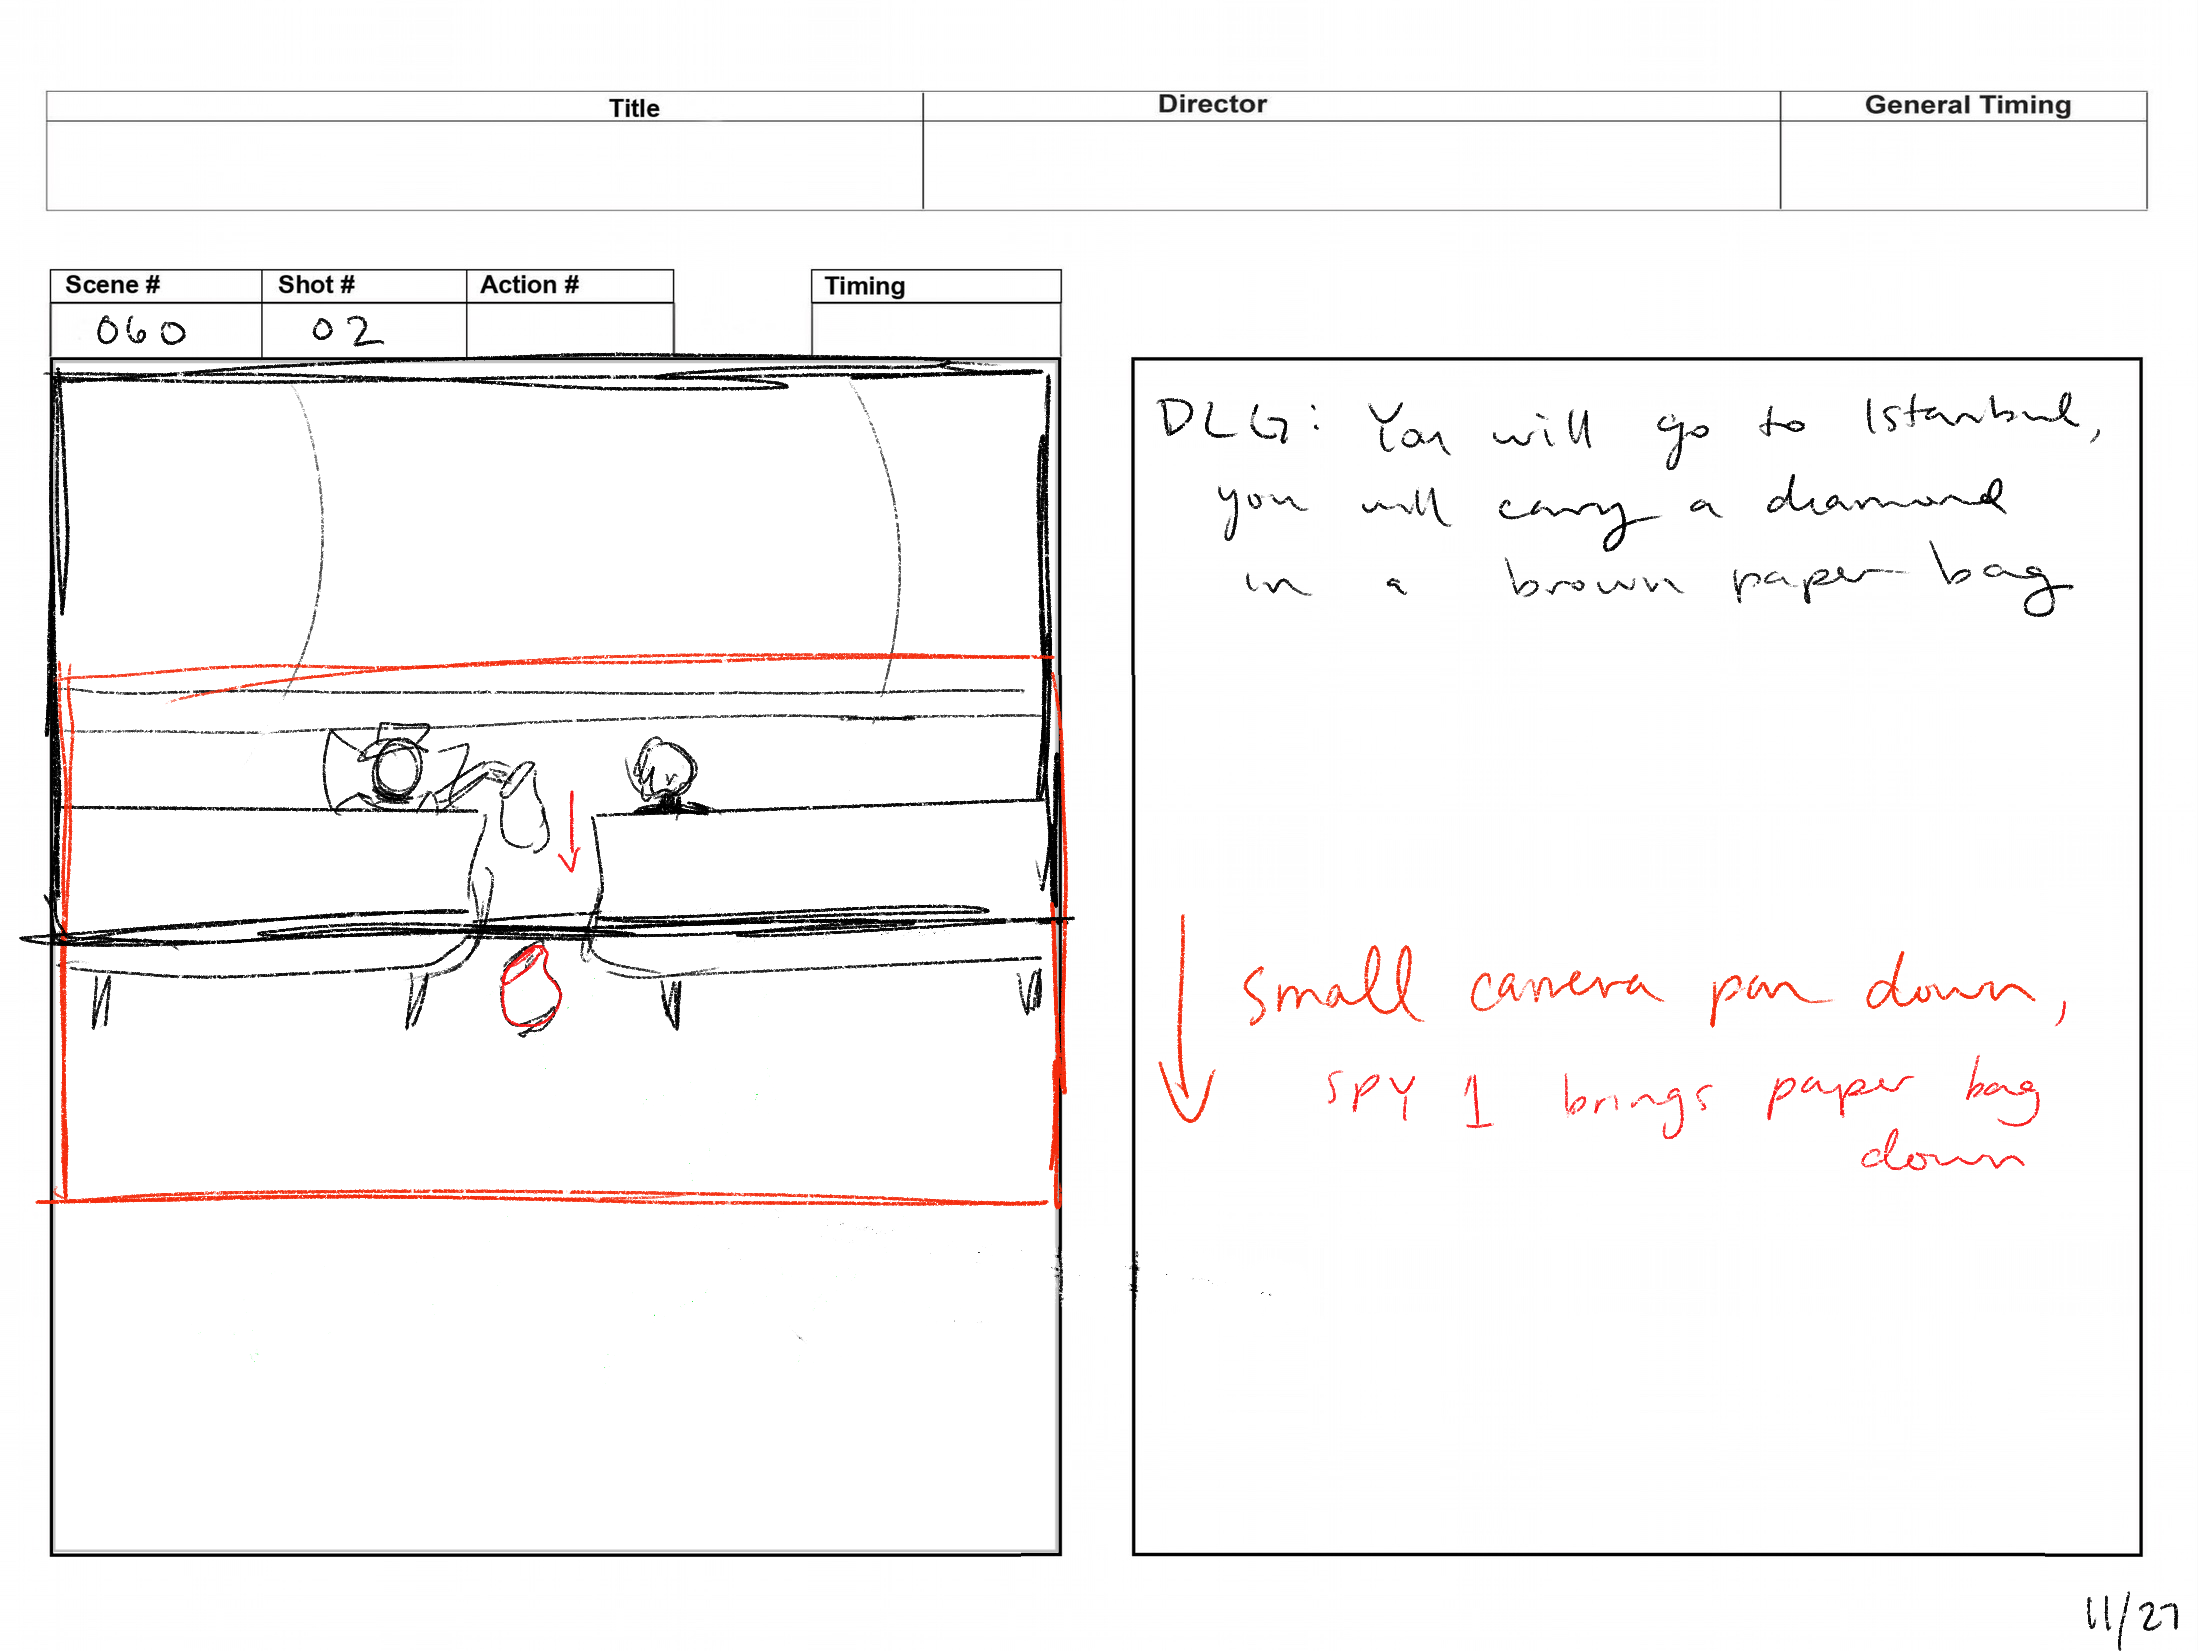 Title Director General Timing
Scene # Shot # Action # Timing
060 02
DLG: You will go to Istanbul,
you will carry a diamond
in a brown paper bag
small camera pan down,
SPY 1 brings paper bag
down
11/27